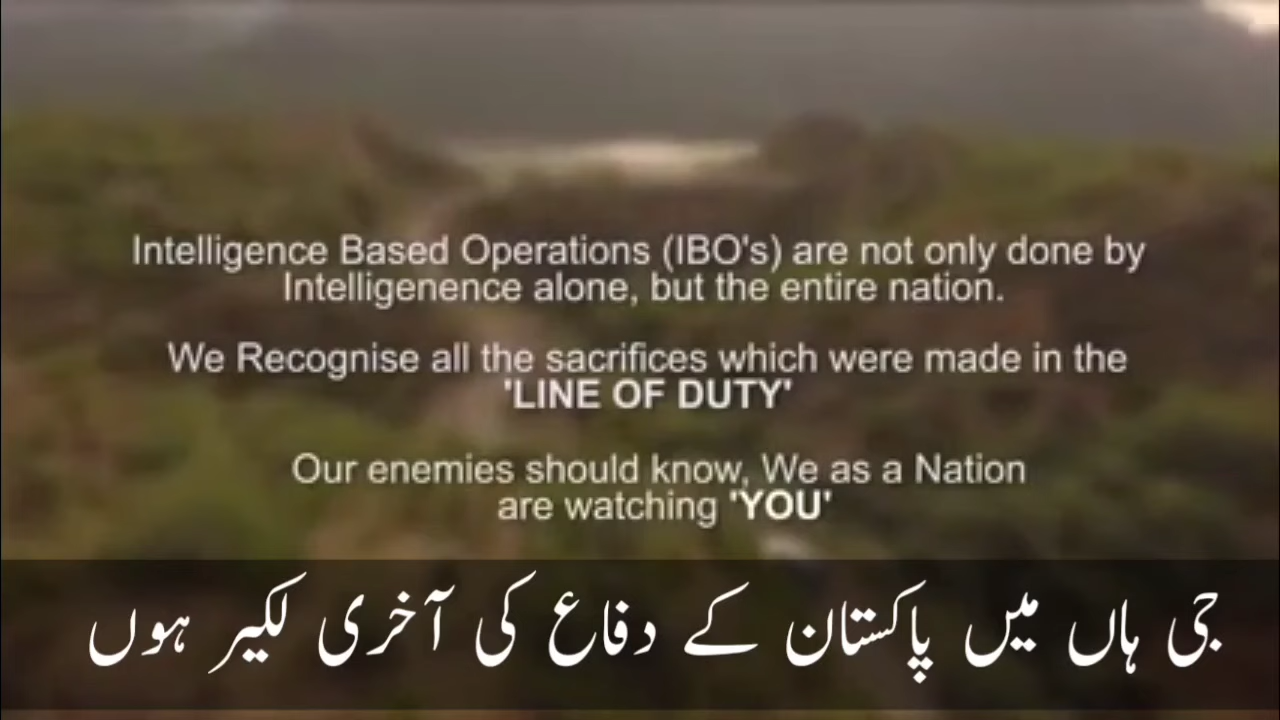 Intelligence Based Operations (IBO's) are not only done by
Intelligenence alone, but the entire nation.
We Recognise all the sacrifices which were made in the
'LINE OF DUTY'
Our enemies should know, We as a Nation
are watching 'YOU'
جی ہاں میں پاکستان کے دفاع کی آخری لکیر ہوں